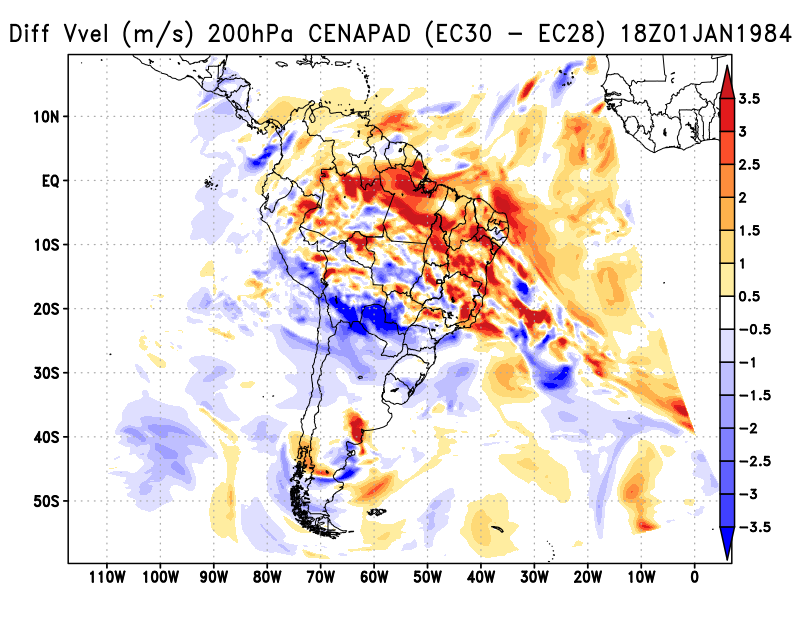 Diff Vvel (m/s) 200hPa CENAPAD (EC30 − EC28) 18Z01JAN1984
10N
EQ
10S
20S
30S
40S
50S
110W 100W 90W 80W 70W 60W 50W 40W 30W 20W 10W 0
3.5
3
2.5
2
1.5
1
0.5
−0.5
−1
−1.5
−2
−2.5
−3
−3.5